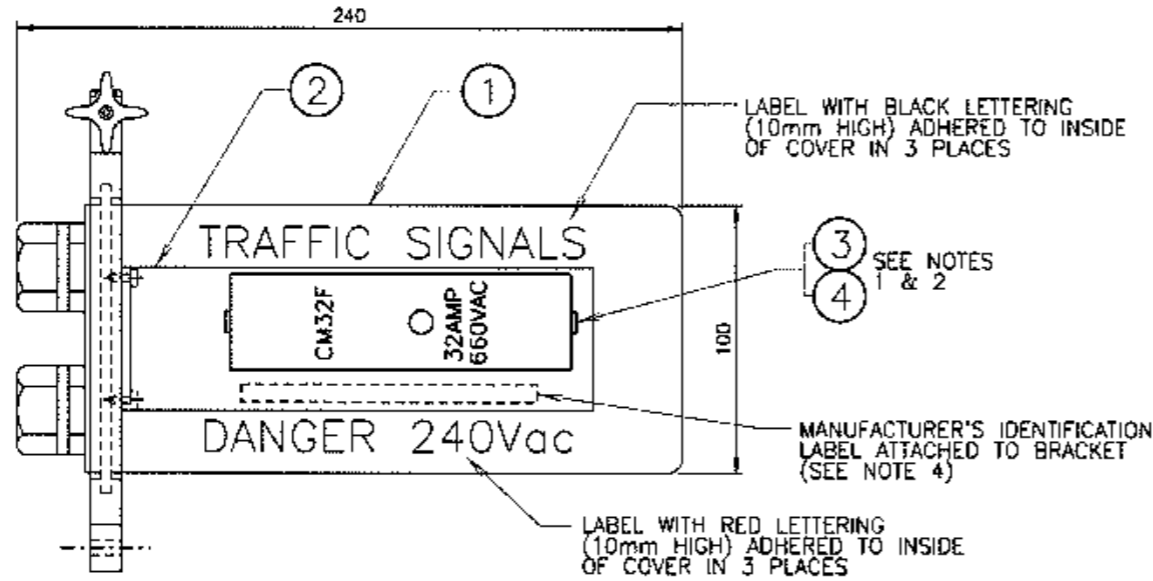 240
2
1
LABEL WITH BLACK LETTERING
(10mm HIGH) ADHERED TO INSIDE
OF COVER IN 3 PLACES
TRAFFIC SIGNALS
3
4
SEE NOTES
1 & 2
CM32F
32AMP
660VAC
100
DANGER 240Vac
MANUFACTURER'S IDENTIFICATION
LABEL ATTACHED TO BRACKET
(SEE NOTE 4)
LABEL WITH RED LETTERING
(10mm HIGH) ADHERED TO INSIDE
OF COVER IN 3 PLACES